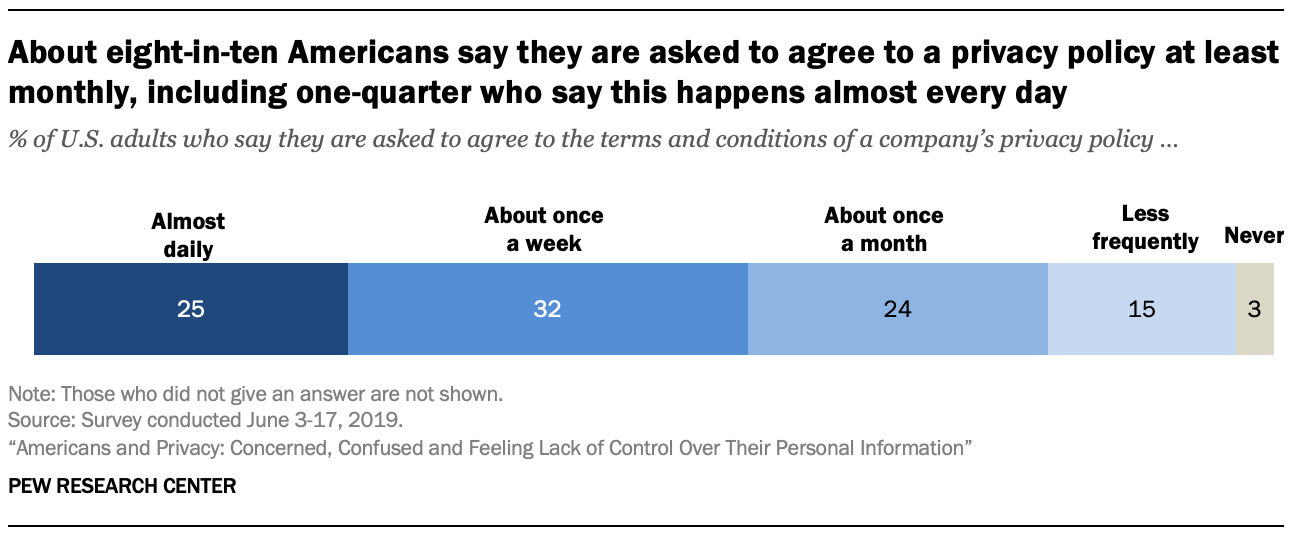 About eight-in-ten Americans say they are asked to agree to a privacy policy at least
monthly, including one-quarter who say this happens almost every day
% of U.S. adults who say they are asked to agree to the terms and conditions of a company’s privacy policy ...
Almost
daily
About once
a week
About once
a month
Less
frequently
Never
25
32
24
15
3
Note: Those who did not give an answer are not shown.
Source: Survey conducted June 3-17, 2019.
“Americans and Privacy: Concerned, Confused and Feeling Lack of Control Over Their Personal Information”
PEW RESEARCH CENTER